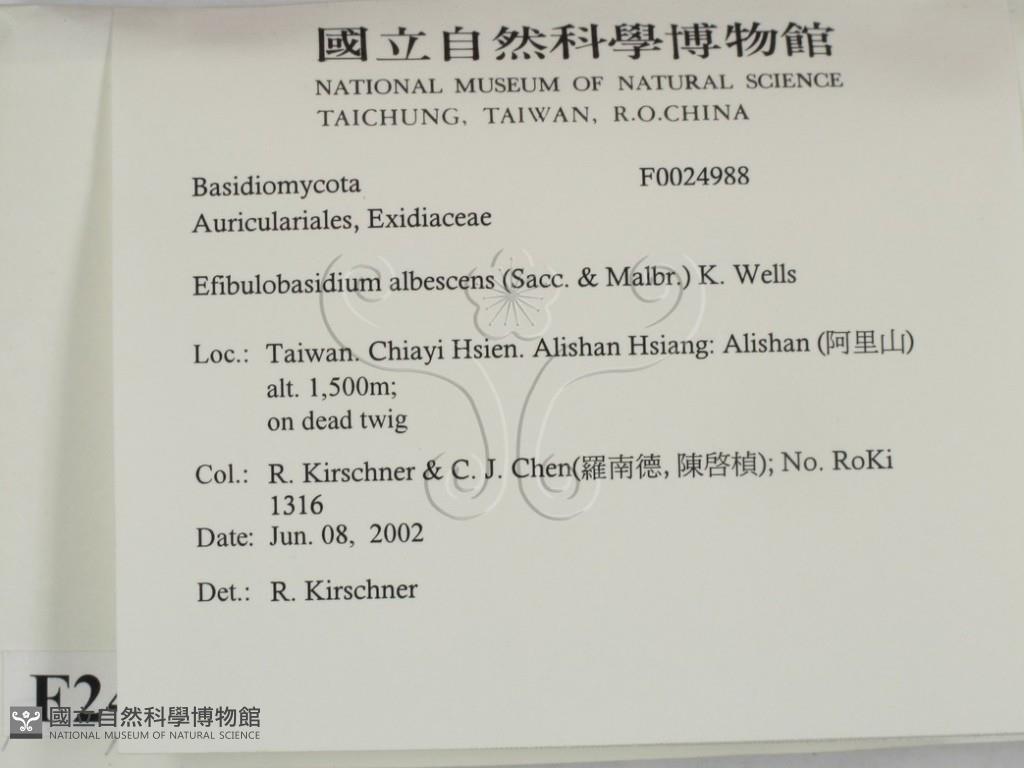 國立自然科學博物館
NATIONAL MUSEUM OF NATURAL SCIENCE
TAICHUNG, TAIWAN, R.O.CHINA
Basidiomycota F0024988
Auriculariales, Exidiaceae
Efibulobasidium albescens (Sacc. & Malbr.) K. Wells
Loc.: Taiwan. Chiayi Hsien. Alishan Hsiang: Alishan (阿里山)
alt. 1,500m;
on dead twig
Col.: R. Kirschner & C. J. Chen(羅南德, 陳啓楨); No. RoKi
1316
Date: Jun. 08, 2002
Det.: R. Kirschner
F24
國立自然科學博物館
NATIONAL MUSEUM OF NATURAL SCIENCE